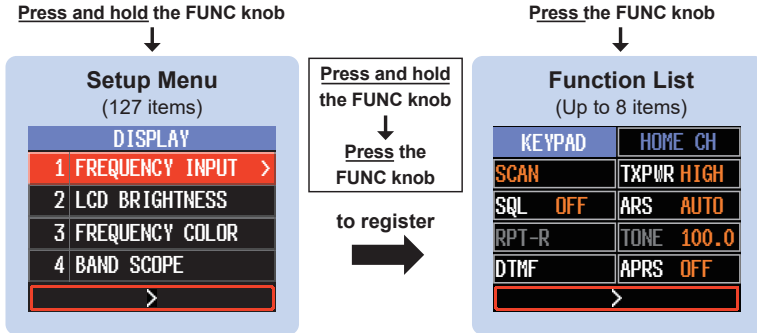 Press and hold the FUNC knob
Setup Menu
(127 items)
DISPLAY
1 FREQUENCY INPUT >
2 LCD BRIGHTNESS
3 FREQUENCY COLOR
4 BAND SCOPE
>
Press and hold
the FUNC knob
Press the
FUNC knob
to register
Press the FUNC knob
Function List
(Up to 8 items)
KEYPAD HOME CH
SCAN TXPWR HIGH
SQL OFF ARS AUTO
RPT-R TONE 100.0
DTMF APRS OFF
>